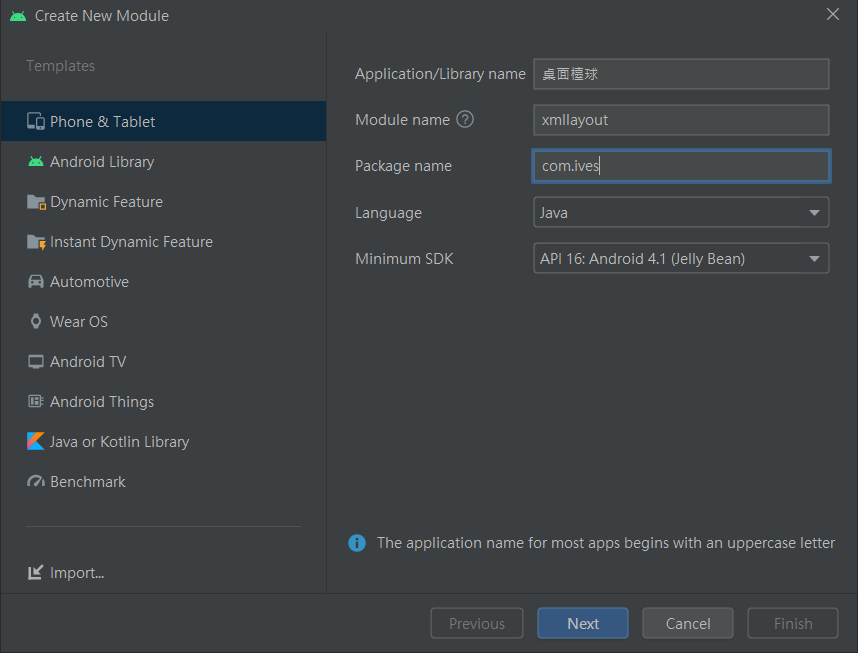 Create New Module
Templates
Phone & Tablet
Android Library
Dynamic Feature
Instant Dynamic Feature
Automotive
Wear OS
Android TV
Android Things
Java or Kotlin Library
Benchmark
Import...
Application/Library name 桌面檯球
Module name ? xmllayout
Package name com.ives
Language Java
Minimum SDK API 16: Android 4.1 (Jelly Bean)
The application name for most apps begins with an uppercase letter
Previous Next Cancel Finish